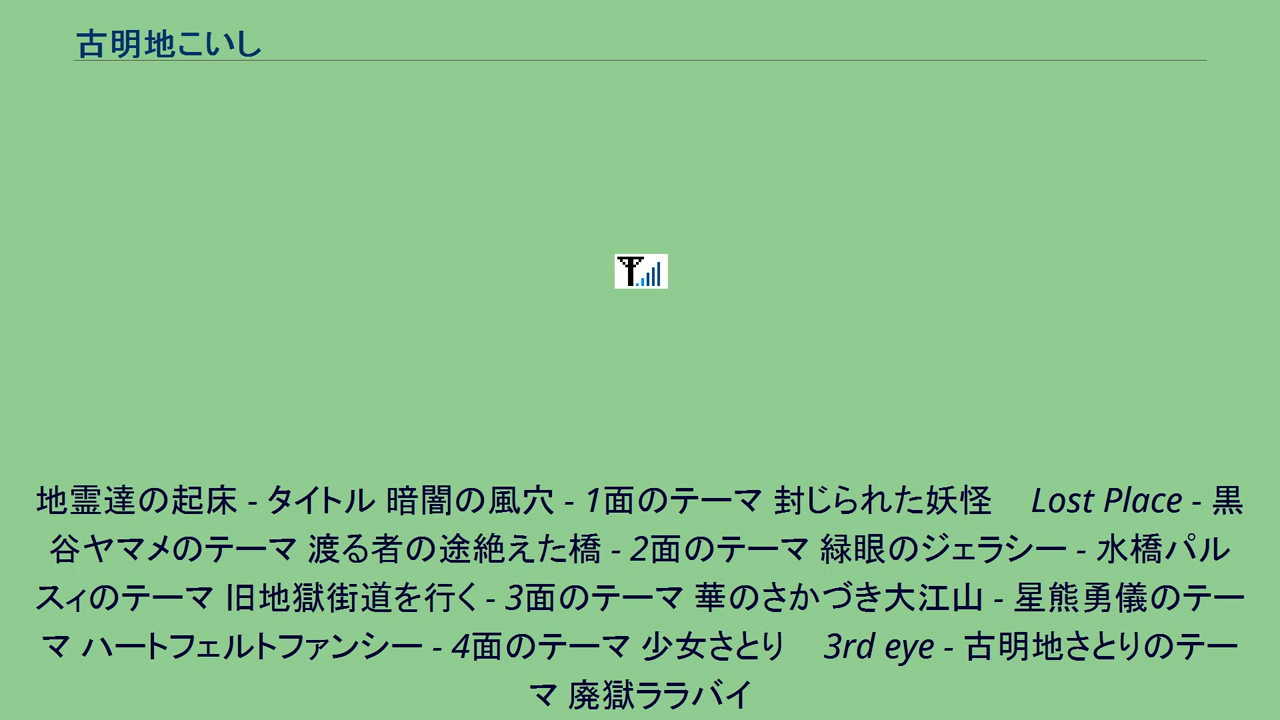 古明地こいし
地霊達の起床 - タイトル 暗闇の風穴 - 1面のテーマ 封じられた妖怪　Lost Place - 黒
谷ヤマメのテーマ 渡る者の途絶えた橋 - 2面のテーマ 緑眼のジェラシー - 水橋パル
スィのテーマ 旧地獄街道を行く - 3面のテーマ 華のさかづき大江山 - 星熊勇儀のテー
マ ハートフェルトファンシー - 4面のテーマ 少女さとり　3rd eye - 古明地さとりのテー
マ 廃獄ララバイ